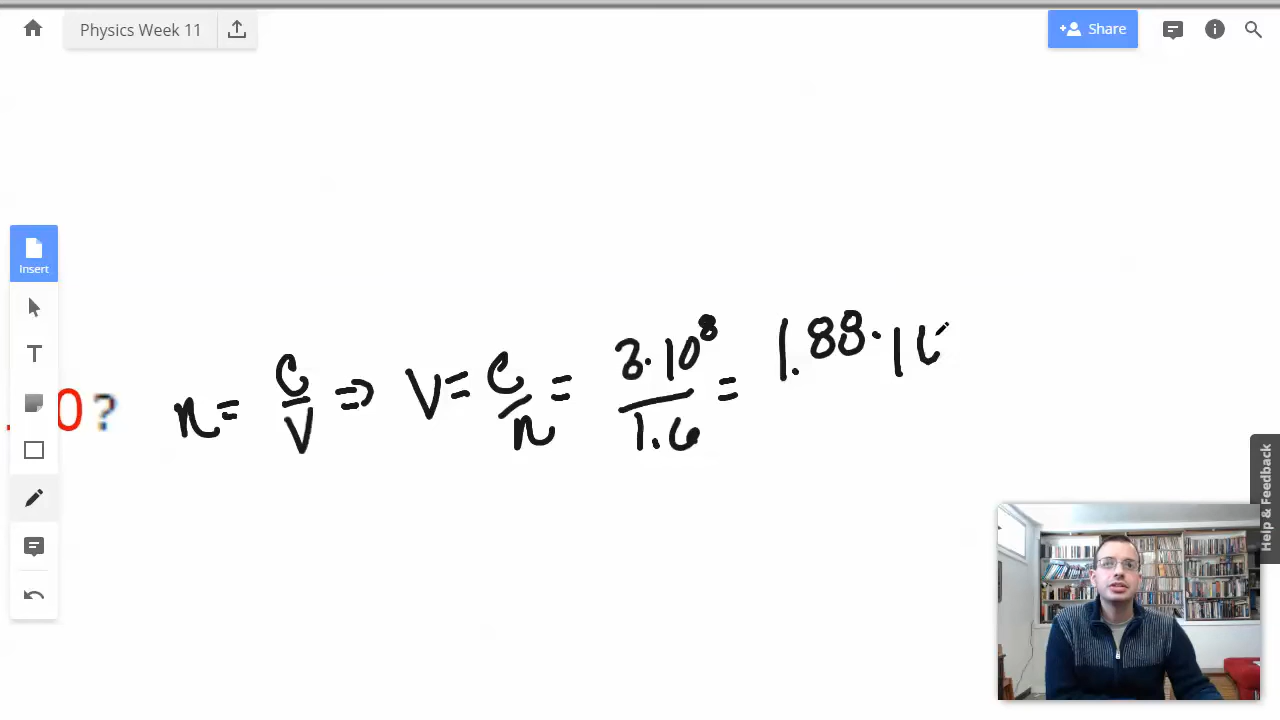 Physics Week 11
Share
Insert
T
0?
n = c/v ⇒ v = c/n = 3·10⁸/1.6 = 1.88·10
Help & Feedback